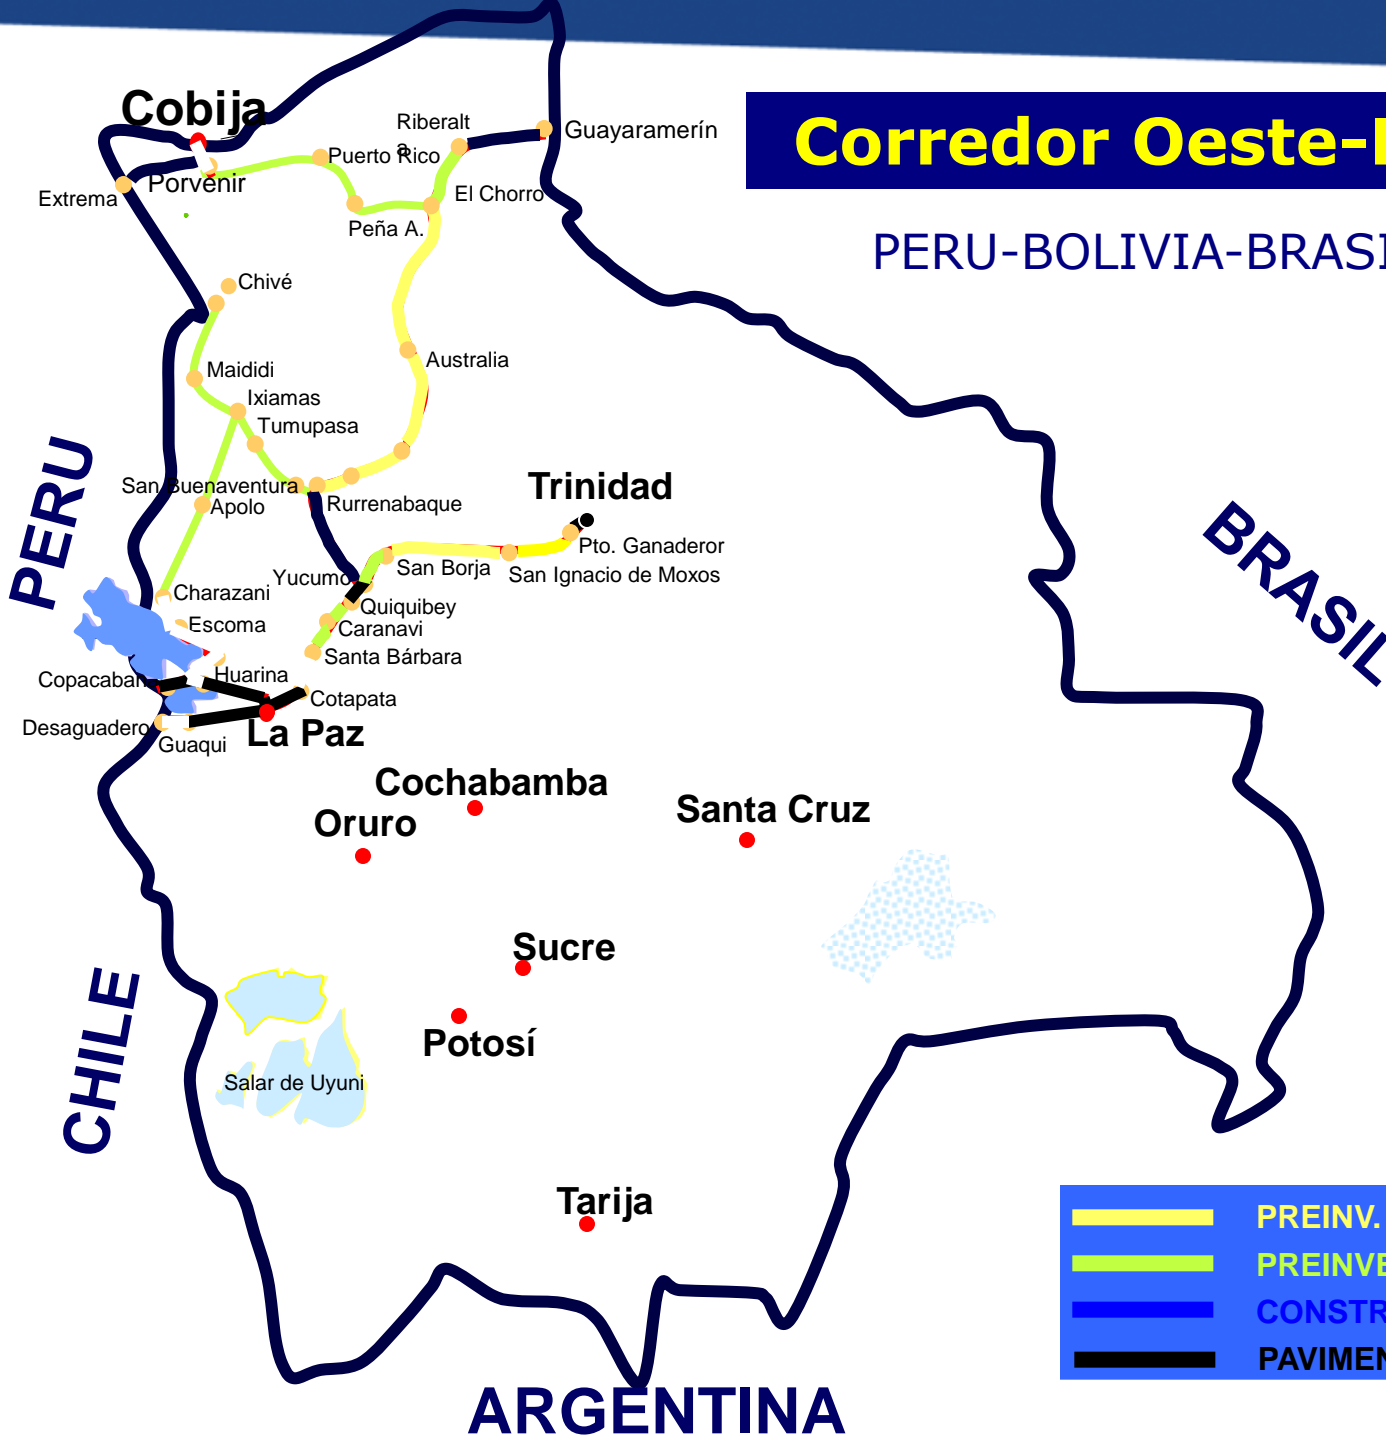 Cobija
Riberalt
a
Guayaramerín
Corredor Oeste-
Puerto Rico
Porvenir
Extrema
El Chorro
Peña A.
PERU-BOLIVIA-BRASI
Chivé
Australia
Maididi
Ixiamas
Tumupasa
PERU
San Buenaventura
Apolo
Rurrenabaque
Trinidad
Pto. Ganaderor
San Borja
San Ignacio de Moxos
BRASIL
Yucumo
Charazani
Quiquibey
Escoma
Caranavi
Santa Bárbara
Huarina
Copacaban
Cotapata
Desaguadero
Guaqui
La Paz
Cochabamba
Santa Cruz
Oruro
Sucre
CHILE
Potosí
Salar de Uyuni
Tarija
PREINV.
PREINVE
CONSTR
PAVIMEN
ARGENTINA